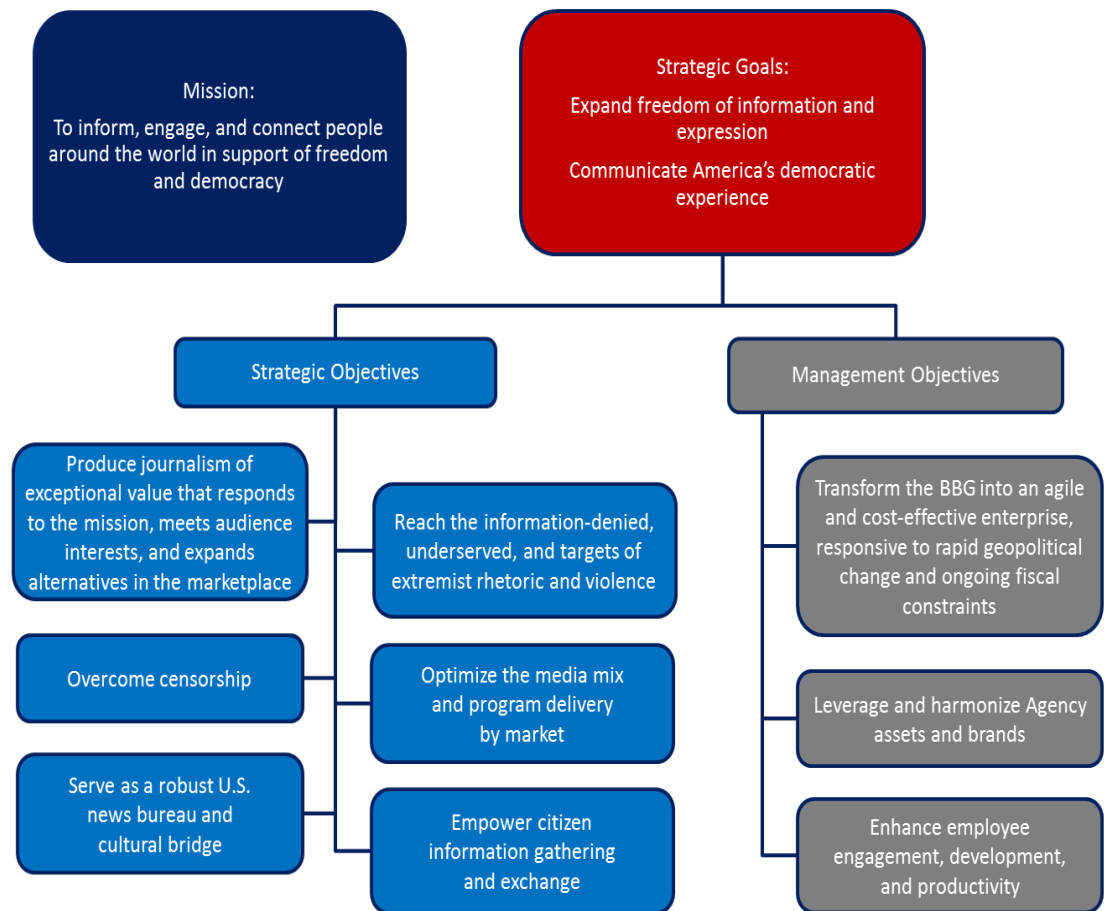 Mission:
To inform, engage, and connect people
around the world in support of freedom
and democracy
Strategic Goals:
Expand freedom of information and
expression
Communicate America’s democratic
experience
Strategic Objectives
Management Objectives
Produce journalism of
exceptional value that responds
to the mission, meets audience
interests, and expands
alternatives in the marketplace
Reach the information-denied,
underserved, and targets of
extremist rhetoric and violence
Overcome censorship
Optimize the media mix
and program delivery
by market
Serve as a robust U.S.
news bureau and
cultural bridge
Empower citizen
information gathering
and exchange
Transform the BBG into an agile
and cost-effective enterprise,
responsive to rapid geopolitical
change and ongoing fiscal
constraints
Leverage and harmonize Agency
assets and brands
Enhance employee
engagement, development,
and productivity